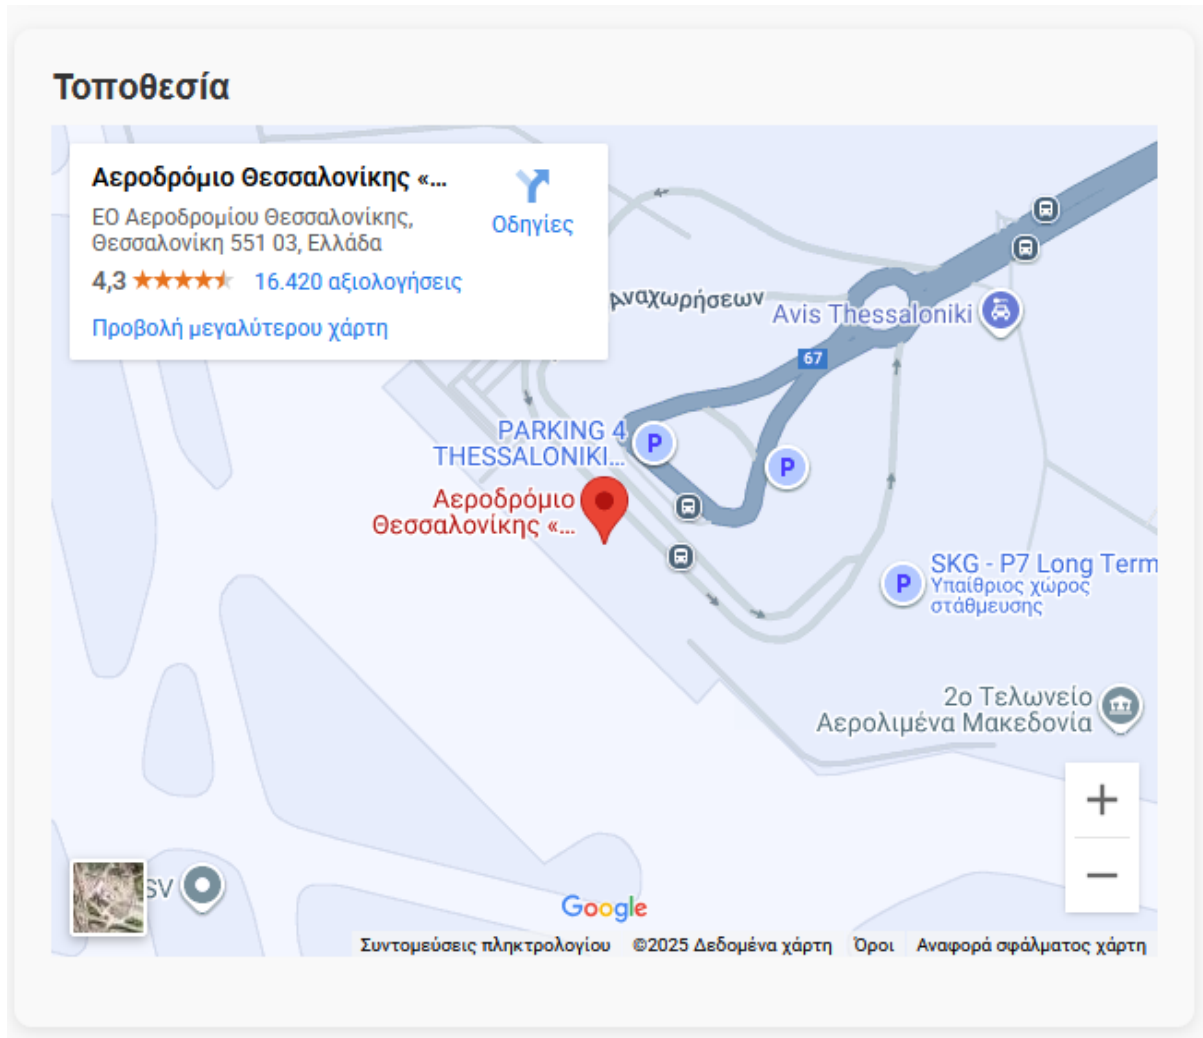 Τοποθεσία
Αεροδρόμιο Θεσσαλονίκης «...
ΕΟ Αεροδρομίου Θεσσαλονίκης,
Θεσσαλονίκη 551 03, Ελλάδα
4,3
16.420 αξιολογήσεις
Προβολή μεγαλύτερου χάρτη
Οδηγίες
Αναχωρήσεων
Avis Thessaloniki
67
PARKING 4
THESSALONIKI...
P
P
Αεροδρόμιο
Θεσσαλονίκης «...
P
SKG - P7 Long Term
Υπαίθριος χώρος
στάθμευσης
2ο Τελωνείο
Αερολιμένα Μακεδονία
SV
Google
Συντομεύσεις πληκτρολογίου
©2025 Δεδομένα χάρτη
Όροι
Αναφορά σφάλματος χάρτη